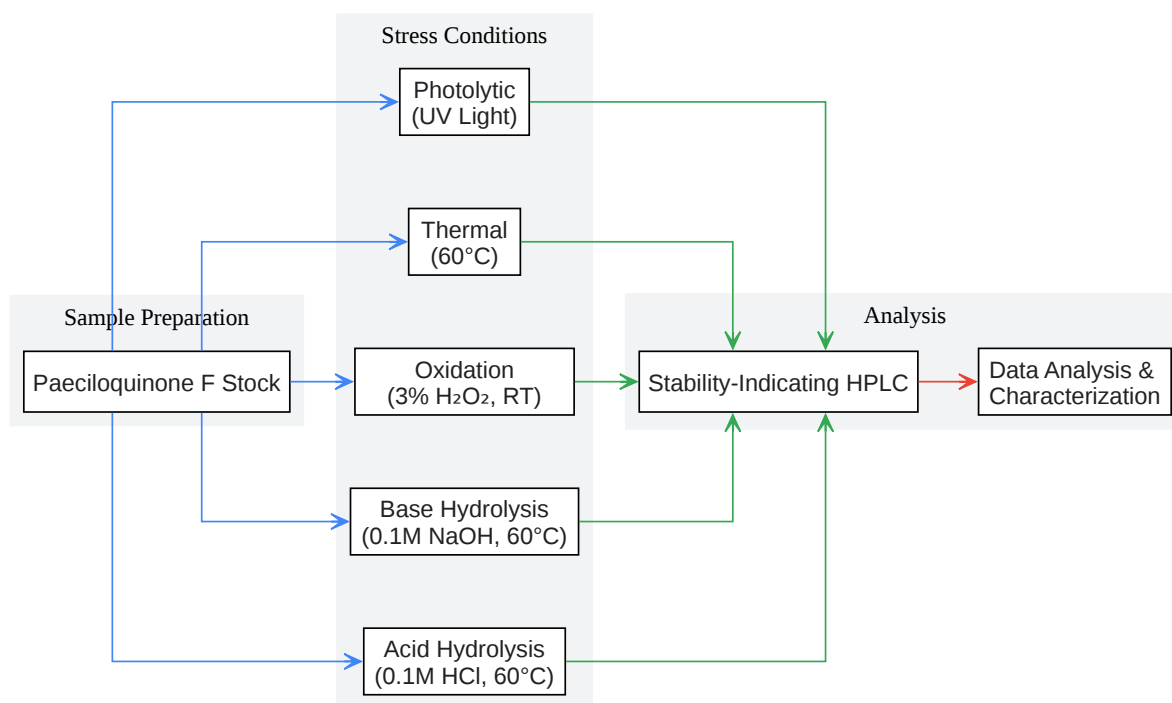 Stress Conditions
Photolytic
(UV Light)
Thermal
(60°C)
Sample Preparation
Paeciloquinone F Stock
Oxidation
(3% H₂O₂, RT)
Base Hydrolysis
(0.1M NaOH, 60°C)
Acid Hydrolysis
(0.1M HCl, 60°C)
Analysis
Stability-Indicating HPLC
Data Analysis &
Characterization